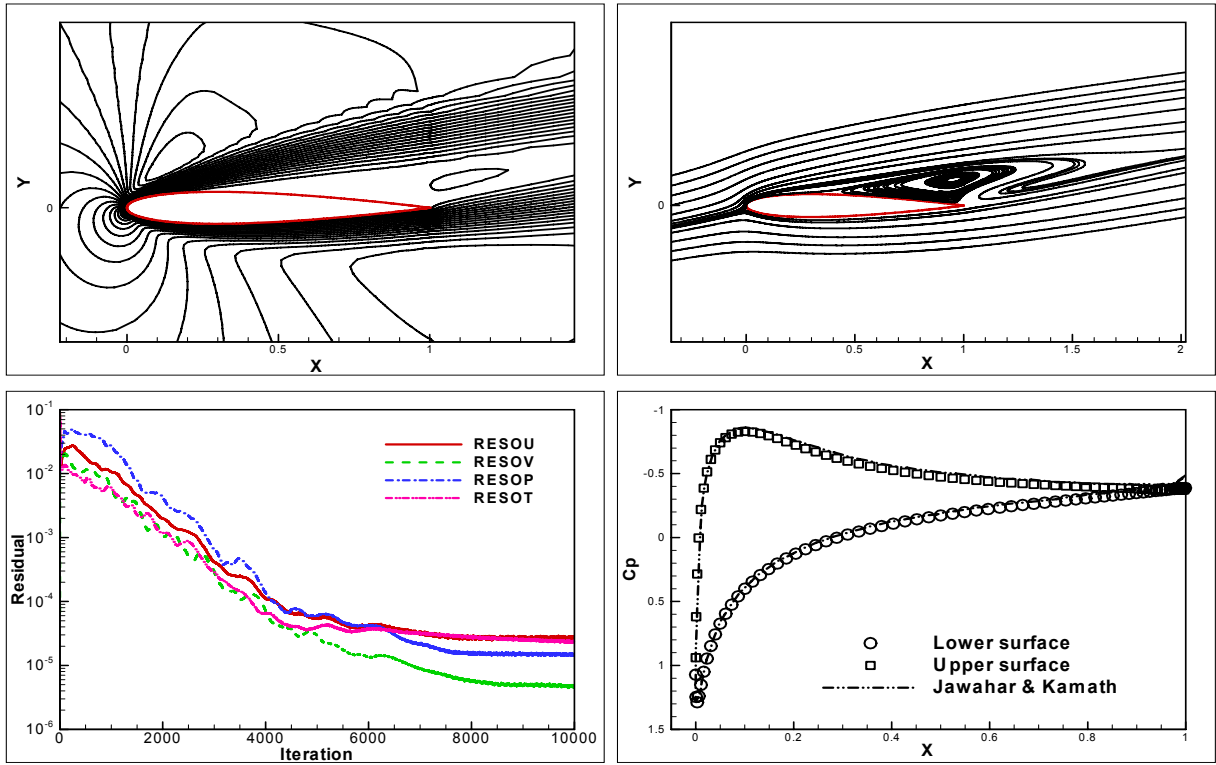 Y
0
0
0.5
1
X
Y
0
0
0.5
1
1.5
2
X
10-1
10-2
10-3
10-4
10-5
10-6
Residual
RESOU
RESOV
RESOP
RESOT
0
2000
4000
6000
8000
10000
Iteration
-1
-0.5
0
0.5
1
1.5
Cp
Lower surface
Upper surface
Jawahar & Kamath
0
0.2
0.4
0.6
0.8
1
X